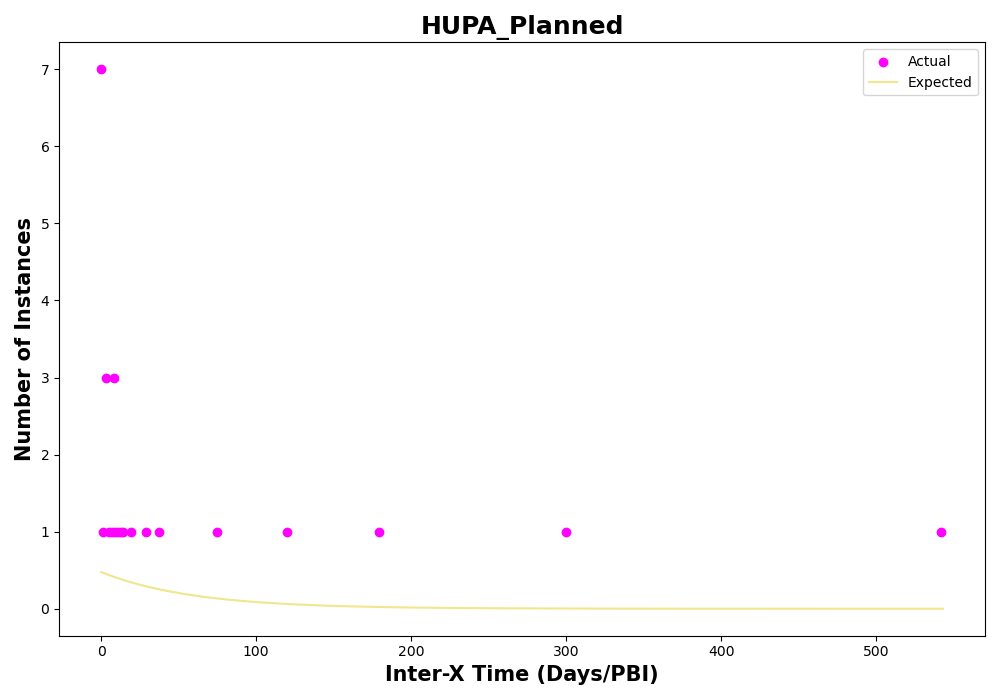 HUPA_Planned
Actual
Expected
Number of Instances
7
6
5
4
3
2
1
0
0
100
200
300
400
500
Inter-X Time (Days/PBI)